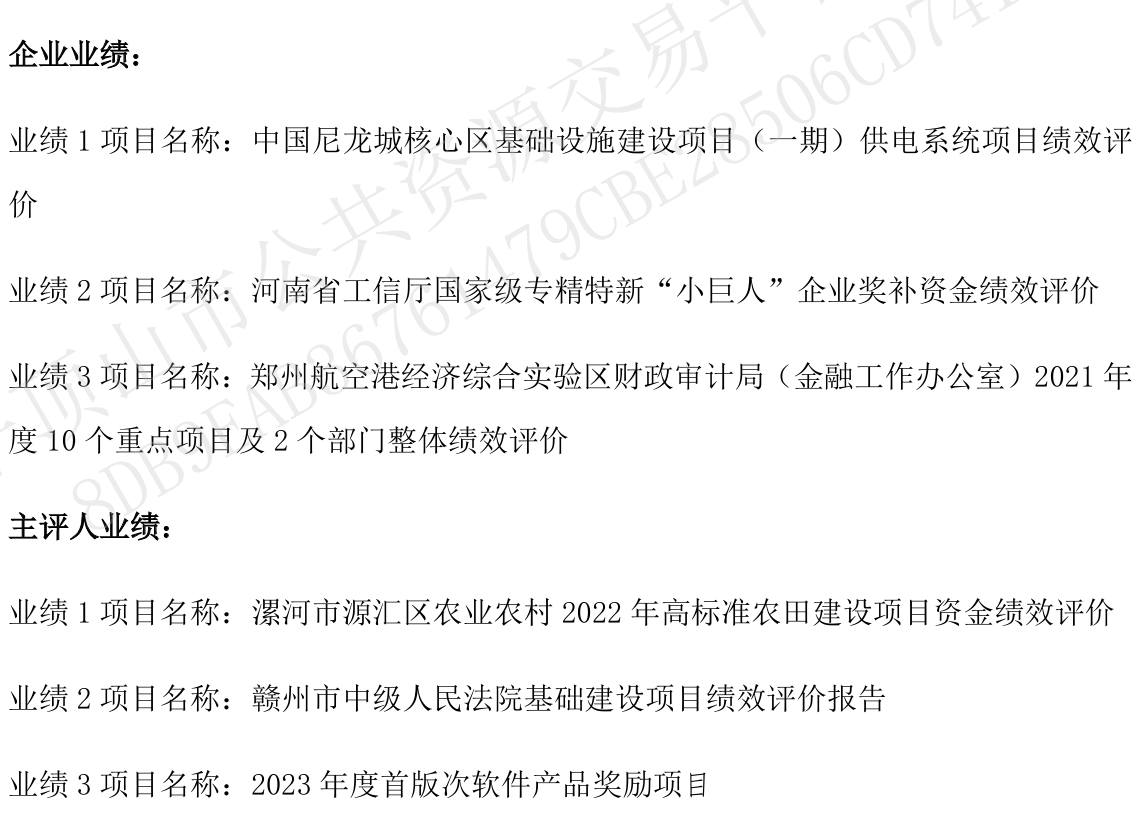 企业业绩：
业绩 1 项目名称：中国尼龙城核心区基础设施建设项目（一期）供电系统项目绩效评
价
业绩 2 项目名称：河南省工信厅国家级专精特新“小巨人”企业奖补资金绩效评价
业绩 3 项目名称：郑州航空港经济综合实验区财政审计局（金融工作办公室）2021 年
度 10 个重点项目及 2 个部门整体绩效评价
主评人业绩：
业绩 1 项目名称：漯河市源汇区农业农村 2022 年高标准农田建设项目资金绩效评价
业绩 2 项目名称：赣州市中级人民法院基础建设项目绩效评价报告
业绩 3 项目名称：2023 年度首版次软件产品奖励项目
顶山市公共资源交易平